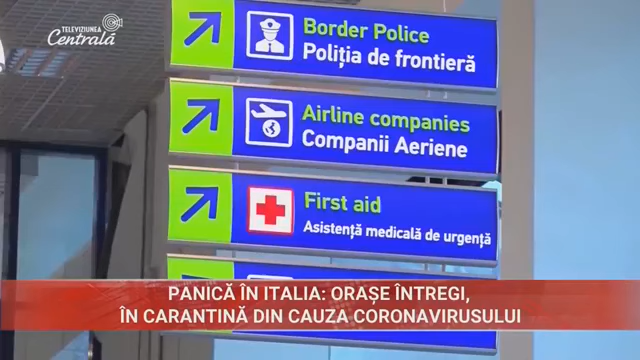 TELEVIZIUNEA
Centrală
Border Police
Poliția de frontieră
Airline companies
Companii Aeriene
First aid
Asistență medicală de urgență
PANICĂ ÎN ITALIA: ORAȘE ÎNTREGI,
ÎN CARANTINĂ DIN CAUZA CORONAVIRUSULUI